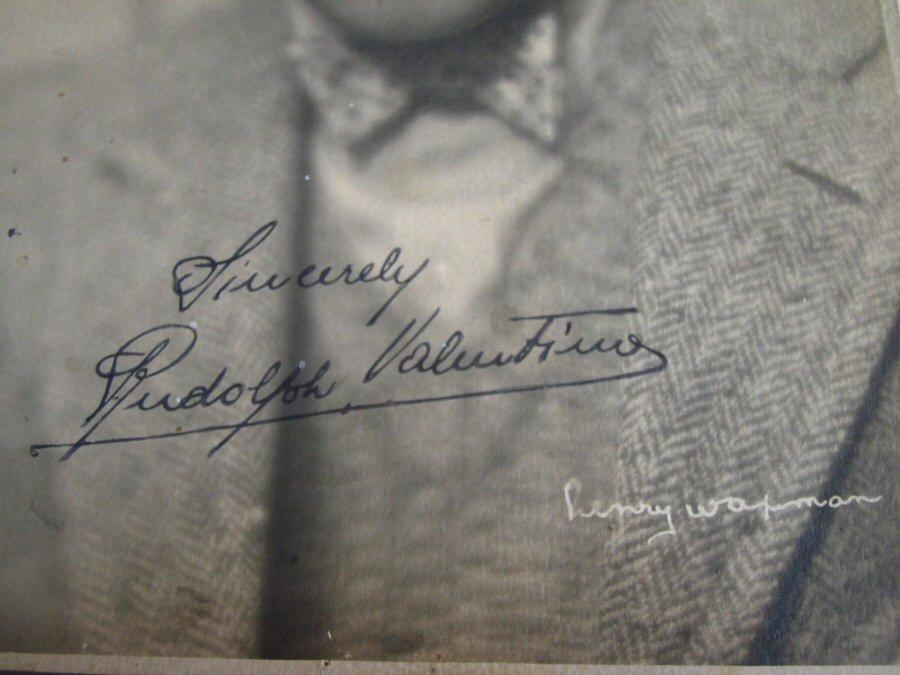 Sincerely
Rudolph Valentino
henry waxman